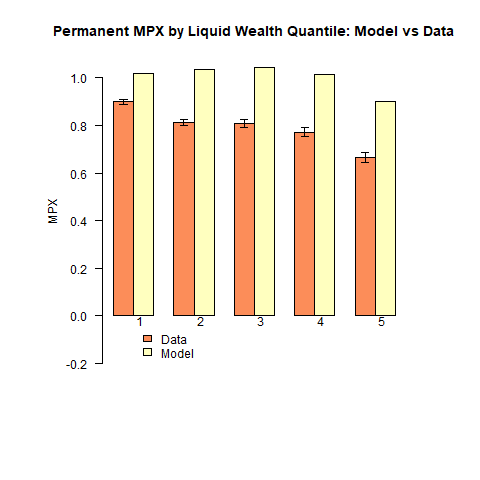 Permanent MPX by Liquid Wealth Quantile: Model vs Data
1.0
0.8
0.6
0.4
0.2
0.0
-0.2
MPX
1 2 3 4 5
Data
Model